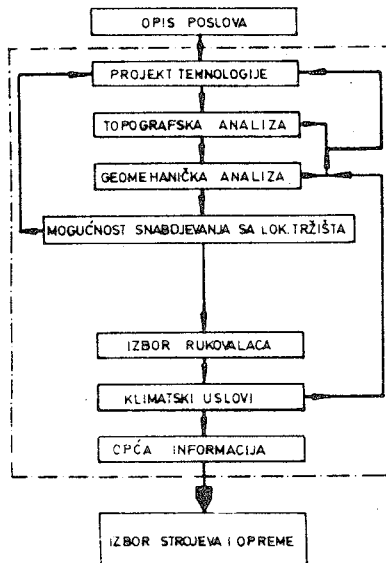 OPIS POSLOVA
PROJEKT TEHNOLOGIJE
TOPOGRAFSKA ANALIZA
GEOMEHANIČKA ANALIZA
MOGUĆNOST SNABDJEVANJA SA LOK. TRŽIŠTA
IZBOR RUKOVALACA
KLIMATSKI USLOVI
OPĆA INFORMACIJA
IZBOR STROJEVA I OPREME